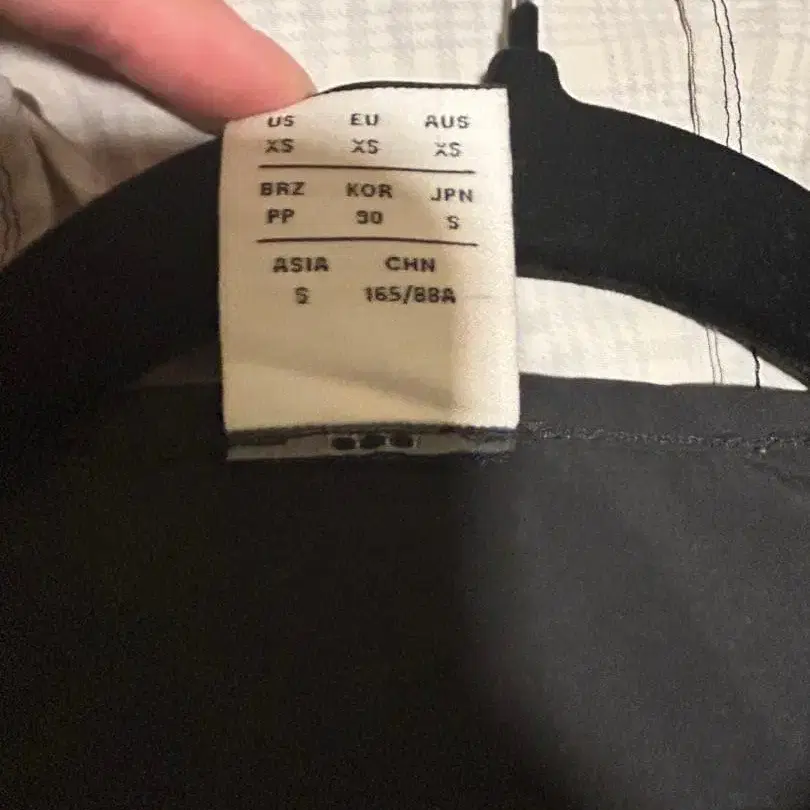 US EU AUS
XS XS XS
BRZ KOR JPN
PP 90 S
ASIA CHN
S 165/88A